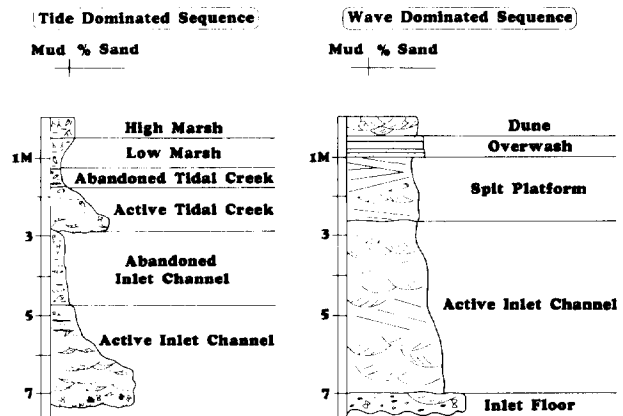 Tide Dominated Sequence
Mud % Sand
High Marsh
1M
Low Marsh
Abandoned Tidal Creek
Active Tidal Creek
3
Abandoned
Inlet Channel
5
Active Inlet Channel
7
Wave Dominated Sequence
Mud % Sand
Dune
Overwash
1M
Spit Platform
3
Active Inlet Channel
5
7
Inlet Floor